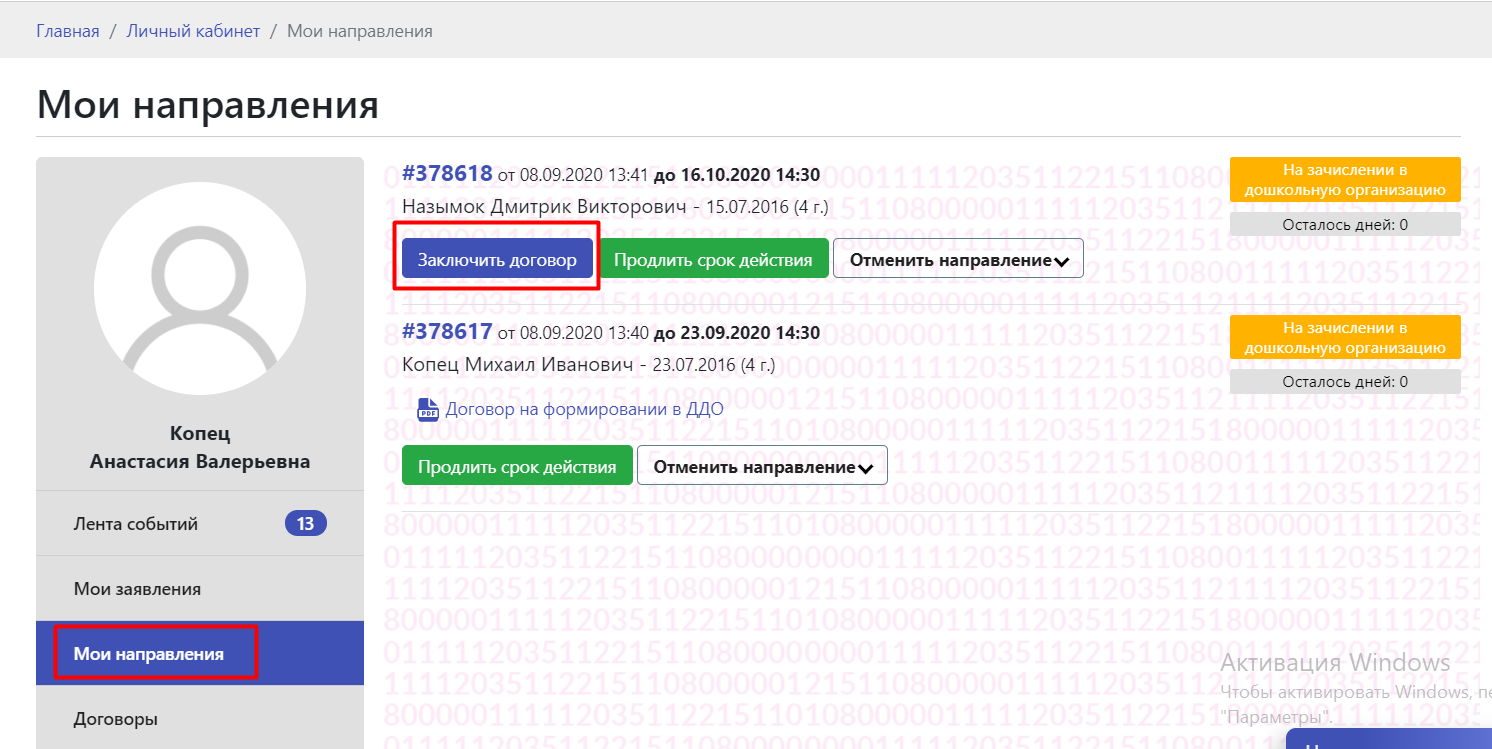 Главная / Личный кабинет / Мои направления
Мои направления
#378618 от 08.09.2020 13:41 до 16.10.2020 14:30
Назымок Дмитрик Викторович - 15.07.2016 (4 г.)
Заключить договор
Продлить срок действия
Отменить направление
На зачислении в
дошкольную организацию
Осталось дней: 0
#378617 от 08.09.2020 13:40 до 23.09.2020 14:30
Копец Михаил Иванович - 23.07.2016 (4 г.)
PDF Договор на формировании в ДДО
Продлить срок действия
Отменить направление
На зачислении в
дошкольную организацию
Осталось дней: 0
Копец
Анастасия Валерьевна
Лента событий 13
Мои заявления
Мои направления
Договоры
Активация Windows
Чтобы активировать Windows,
"Параметры".